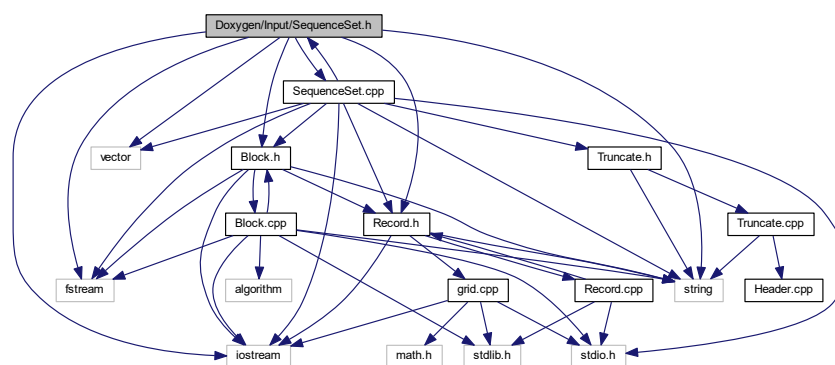 Doxygen/Input/SequenceSet.h
SequenceSet.cpp
vector
Block.h
Truncate.h
Block.cpp
Record.h
Truncate.cpp
fstream
algorithm
grid.cpp
Record.cpp
string
Header.cpp
iostream
math.h
stdlib.h
stdio.h